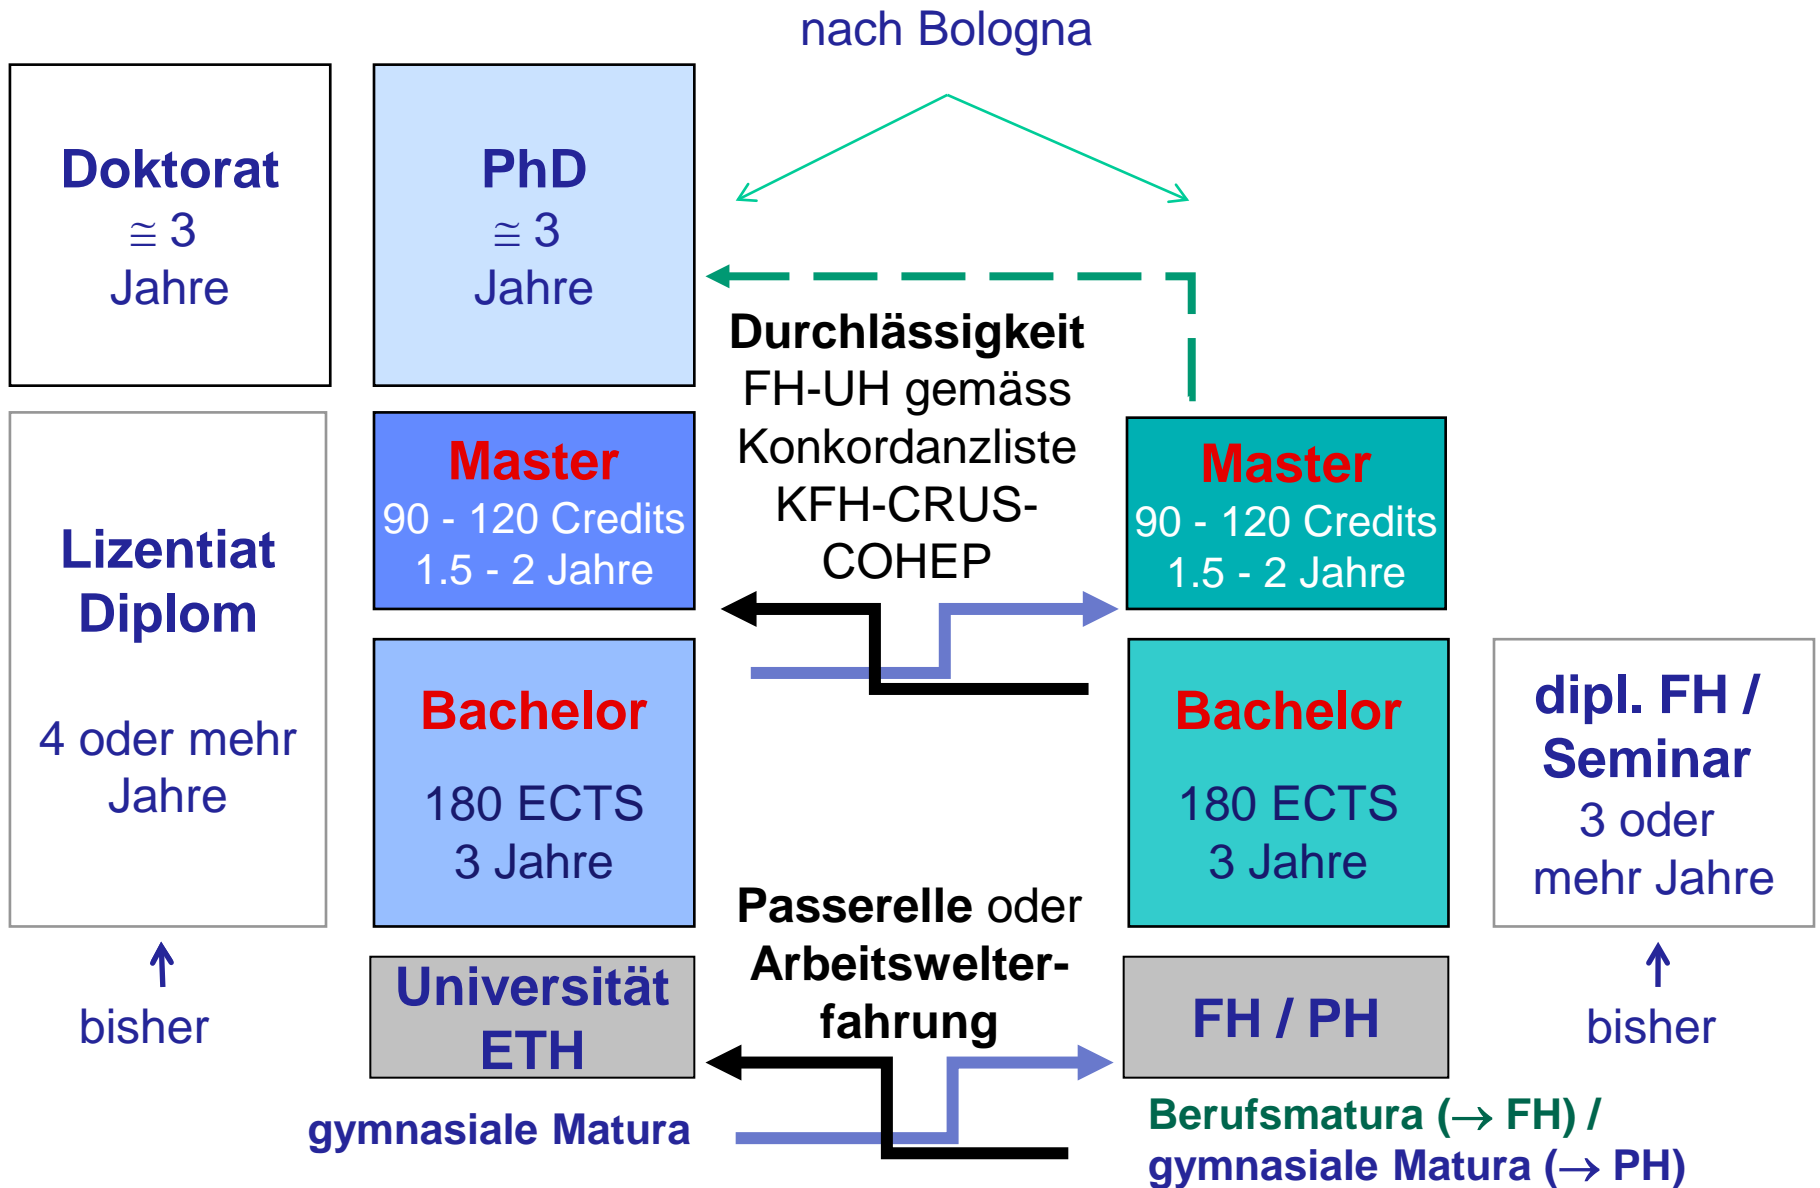 nach Bologna
Doktorat
≅ 3
Jahre
PhD
≅ 3
Jahre
Durchlässigkeit
FH-UH gemäss
Konkordanzliste
KFH-CRUS-
COHEP
Lizentiat
Diplom
4 oder mehr
Jahre
Master
90 - 120 Credits
1.5 - 2 Jahre
Master
90 - 120 Credits
1.5 - 2 Jahre
Bachelor
180 ECTS
3 Jahre
Bachelor
180 ECTS
3 Jahre
dipl. FH /
Seminar
3 oder
mehr Jahre
Passerelle oder
Arbeitswelter-
fahrung
bisher
Universität
ETH
FH / PH
bisher
gymnasiale Matura
Berufsmatura (→ FH) /
gymnasiale Matura (→ PH)